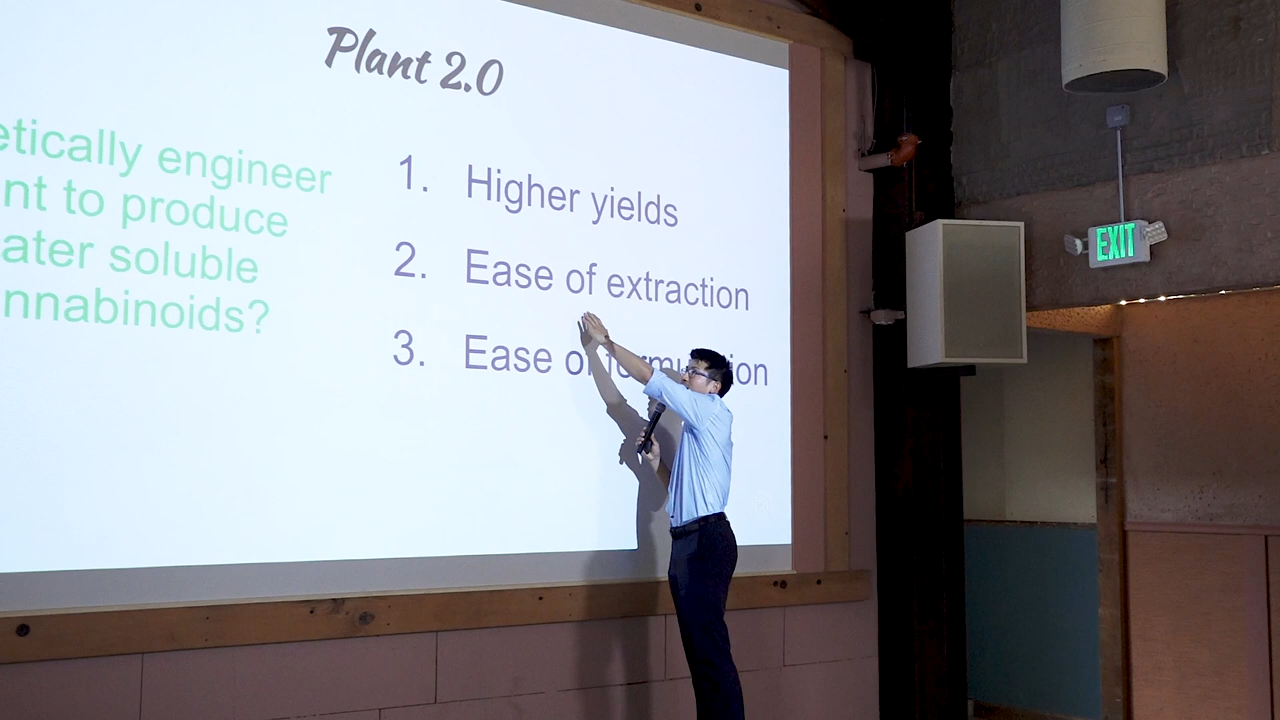 Plant 2.0
etically engineer
nt to produce
ater soluble
nnabinoids?
1. Higher yields
2. Ease of extraction
3. Ease of formulation
EXIT